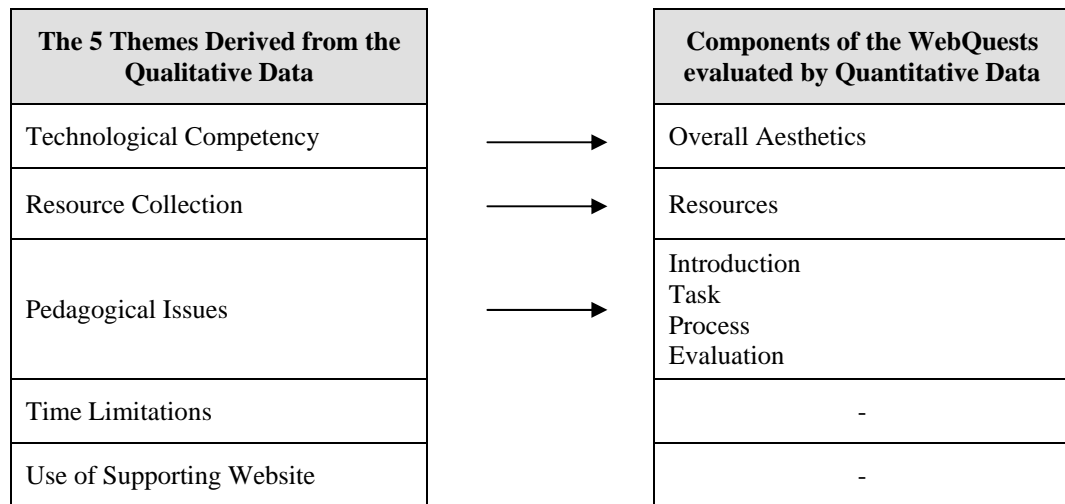 The 5 Themes Derived from the
Qualitative Data
Components of the WebQuests
evaluated by Quantitative Data
Technological Competency
Overall Aesthetics
Resource Collection
Resources
Pedagogical Issues
Introduction
Task
Process
Evaluation
Time Limitations
-
Use of Supporting Website
-